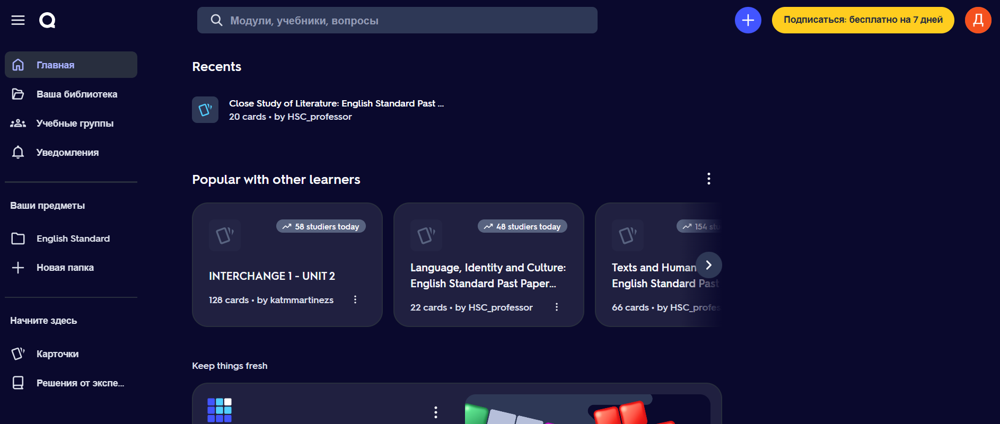 Модули, учебники, вопросы
Подписаться: бесплатно на 7 дней
Д
Главная
Ваша библиотека
Учебные группы
Уведомления
Ваши предметы
English Standard
Новая папка
Начните здесь
Карточки
Решения от экспе...
Recents
Close Study of Literature: English Standard Past ...
20 cards • by HSC_professor
Popular with other learners
58 studiers today
INTERCHANGE 1 - UNIT 2
128 cards • by katmmartinezs
48 studiers today
Language, Identity and Culture:
English Standard Past Paper...
22 cards • by HSC_professor
154 stu
Texts and Human
English Standard Past
66 cards • by HSC_profes
Keep things fresh